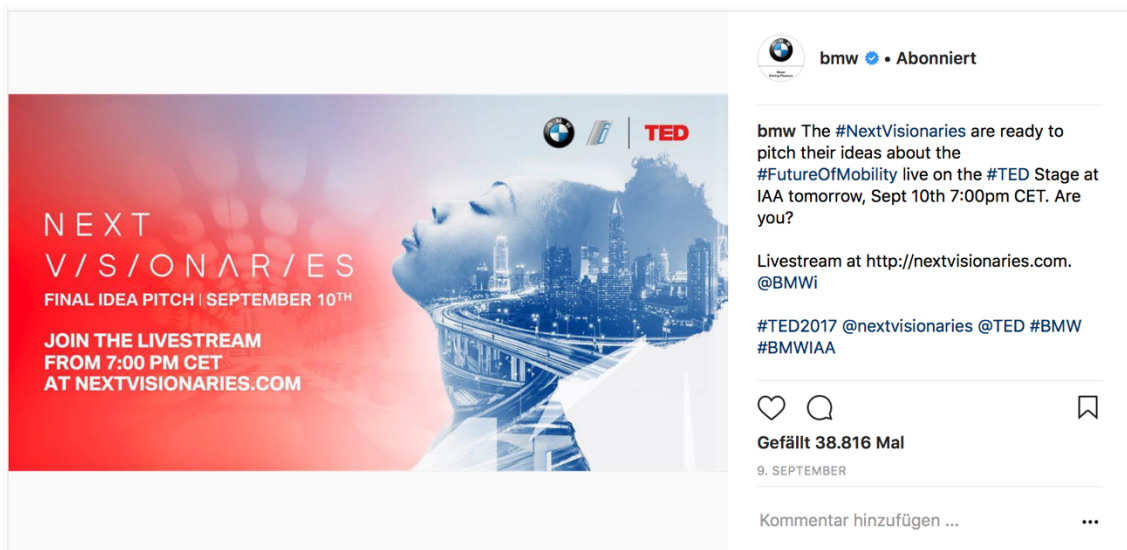 TED
NEXT
V/S/ONAR/ES
FINAL IDEA PITCH | SEPTEMBER 10TH
JOIN THE LIVESTREAM
FROM 7:00 PM CET
AT NEXTVISIONARIES.COM
bmw • Abonniert
bmw The #NextVisionaries are ready to
pitch their ideas about the
#FutureOfMobility live on the #TED Stage at
IAA tomorrow, Sept 10th 7:00pm CET. Are
you?
Livestream at http://nextvisionaries.com.
@BMWi
#TED2017 @nextvisionaries @TED #BMW
#BMWIAA
Gefällt 38.816 Mal
9. SEPTEMBER
Kommentar hinzufügen ...